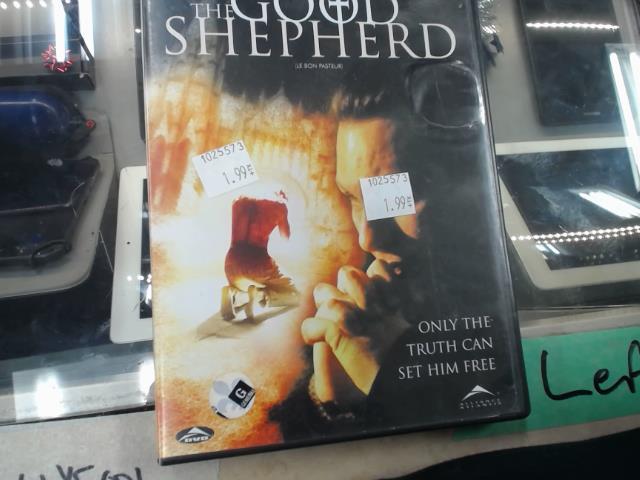 THE GOOD
SHEPHERD
(LE BON PASTEUR)
1025573
1.99
1025573
1.99
ONLY THE
TRUTH CAN
SET HIM FREE
G
DVD
ALLIANCE